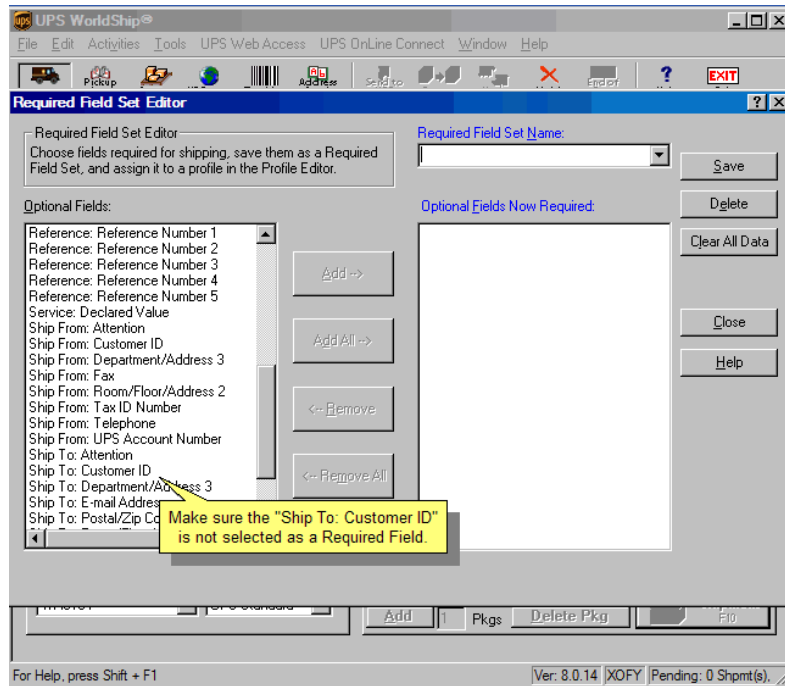 UPS WorldShip®
File Edit Activities Tools UPS Web Access UPS OnLine Connect Window Help
Pickup Address Send to End of ? EXIT
Required Field Set Editor
Required Field Set Editor
Choose fields required for shipping, save them as a Required
Field Set, and assign it to a profile in the Profile Editor.
Required Field Set Name:
Save
Optional Fields:
Optional Fields Now Required:
Delete
Clear All Data
Close
Help
Reference: Reference Number 1
Reference: Reference Number 2
Reference: Reference Number 3
Reference: Reference Number 4
Reference: Reference Number 5
Service: Declared Value
Ship From: Attention
Ship From: Customer ID
Ship From: Department/Address 3
Ship From: Fax
Ship From: Room/Floor/Address 2
Ship From: Tax ID Number
Ship From: Telephone
Ship From: UPS Account Number
Ship To: Attention
Ship To: Customer ID
Ship To: Department/Address 3
Ship To: E-mail Address
Ship To: Postal/Zip Co
Add -->
Add All -->
<-- Remove
<-- Remove All
Make sure the "Ship To: Customer ID"
is not selected as a Required Field.
Add 1 Pkgs Delete Pkg F10
For Help, press Shift + F1 Ver: 8.0.14 XOFY Pending: 0 Shpmt(s).